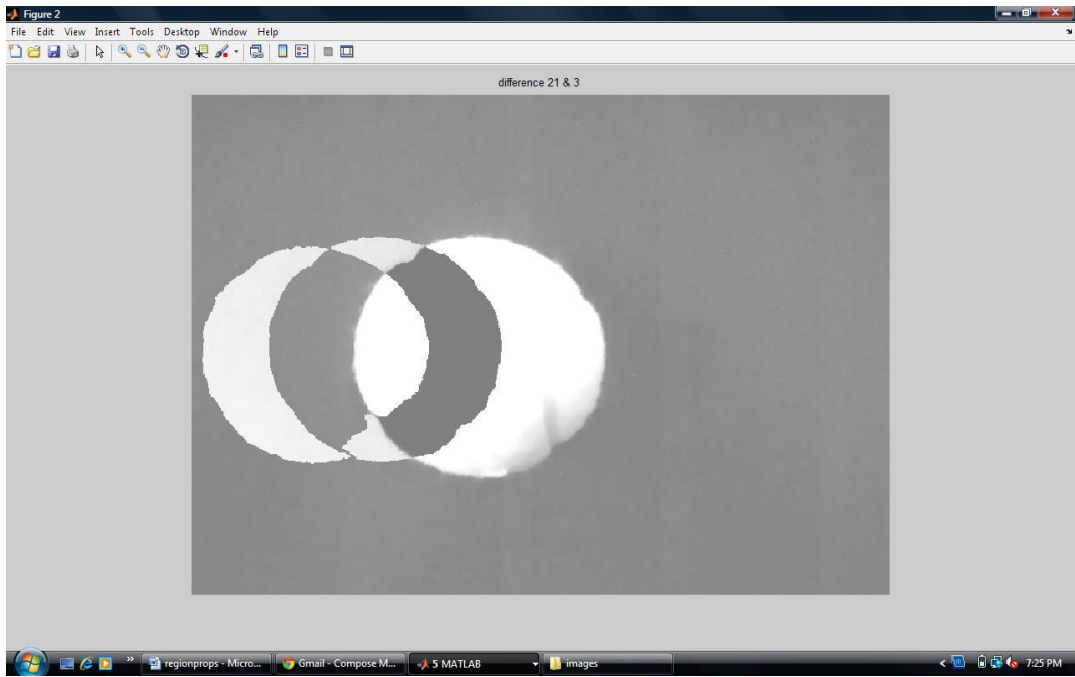 Figure 2
File Edit View Insert Tools Desktop Window Help
difference 21 & 3
regionprops - Micro... Gmail - Compose M... 5 MATLAB images 7:25 PM